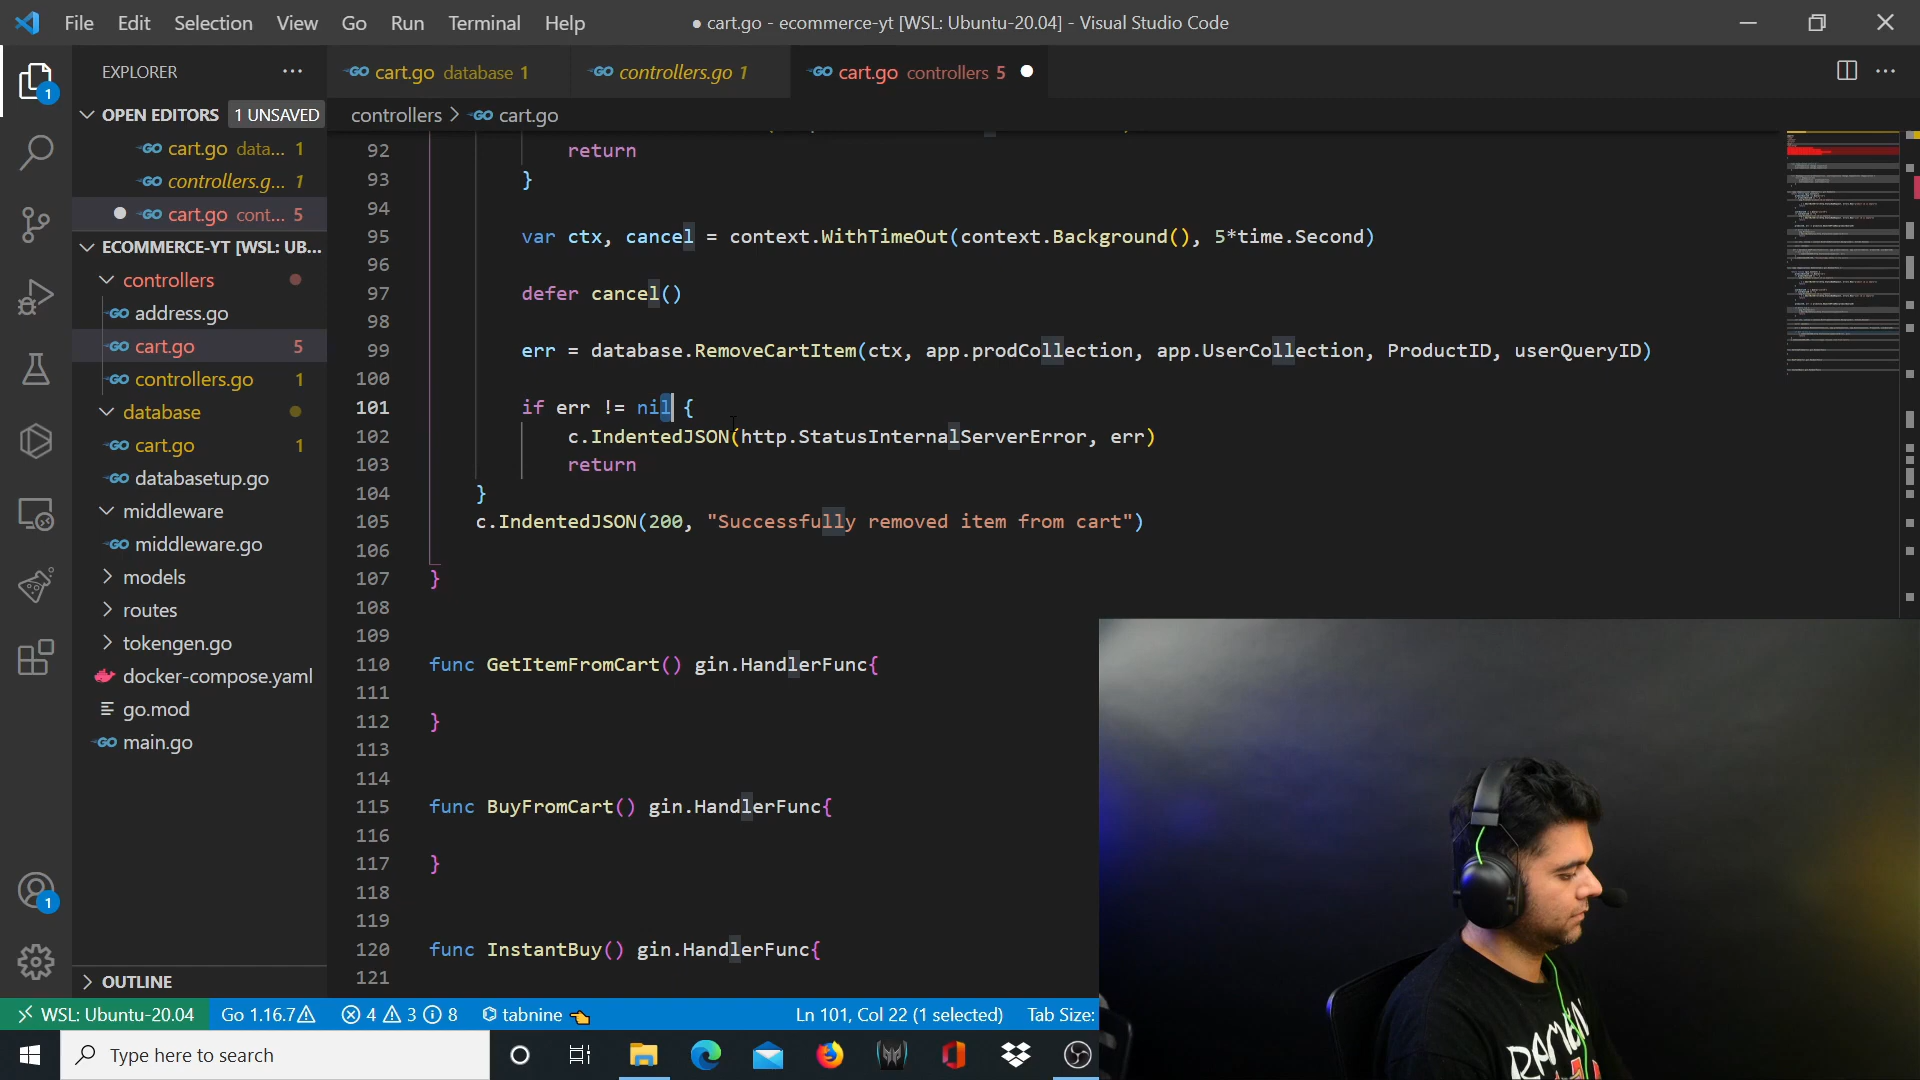 File Edit Selection View Go Run Terminal Help
● cart.go - ecommerce-yt [WSL: Ubuntu-20.04] - Visual Studio Code
EXPLORER
cart.go database 1
controllers.go 1
cart.go controllers 5
OPEN EDITORS 1 UNSAVED
controllers > cart.go
cart.go data... 1
controllers.g... 1
cart.go cont... 5
ECOMMERCE-YT [WSL: UB...
controllers
address.go
cart.go 5
controllers.go 1
database
cart.go 1
databasetup.go
middleware
middleware.go
models
routes
tokengen.go
docker-compose.yaml
go.mod
main.go
OUTLINE
92 return
93 }
94
95 var ctx, cancel = context.WithTimeOut(context.Background(), 5*time.Second)
96
97 defer cancel()
98
99 err = database.RemoveCartItem(ctx, app.prodCollection, app.UserCollection, ProductID, userQueryID)
100
101 if err != nil {
102 c.IndentedJSON(http.StatusInternalServerError, err)
103 return
104 }
105 c.IndentedJSON(200, "Successfully removed item from cart")
106
107 }
108
109
110 func GetItemFromCart() gin.HandlerFunc{
111
112 }
113
114
115 func BuyFromCart() gin.HandlerFunc{
116
117 }
118
119
120 func InstantBuy() gin.HandlerFunc{
121
1
1
WSL: Ubuntu-20.04 Go 1.16.7 4 3 8 tabnine Ln 101, Col 22 (1 selected) Tab Size:
Type here to search